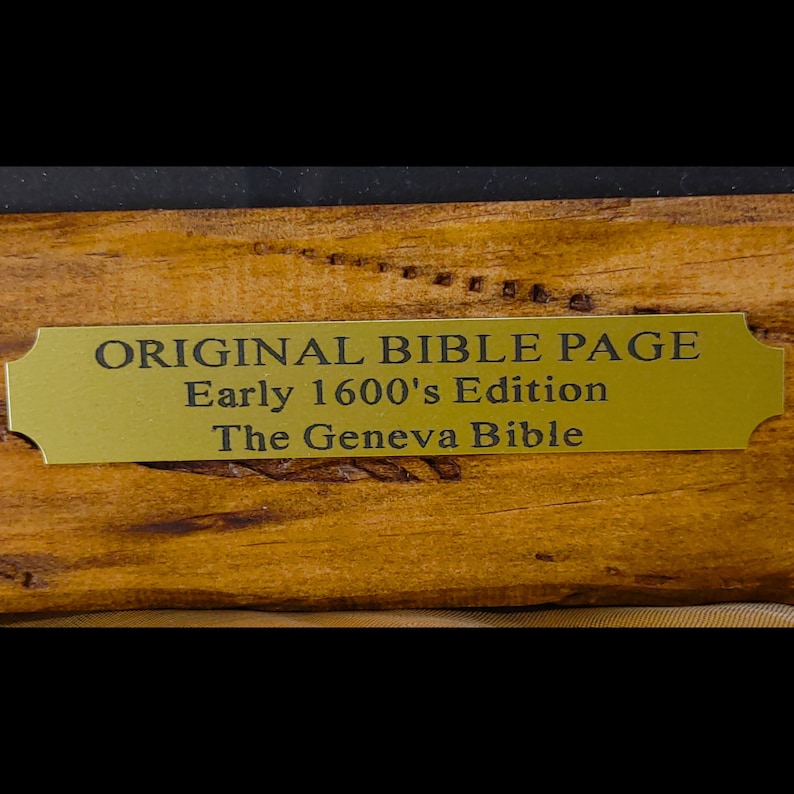 ORIGINAL BIBLE PAGE
Early 1600's Edition
The Geneva Bible